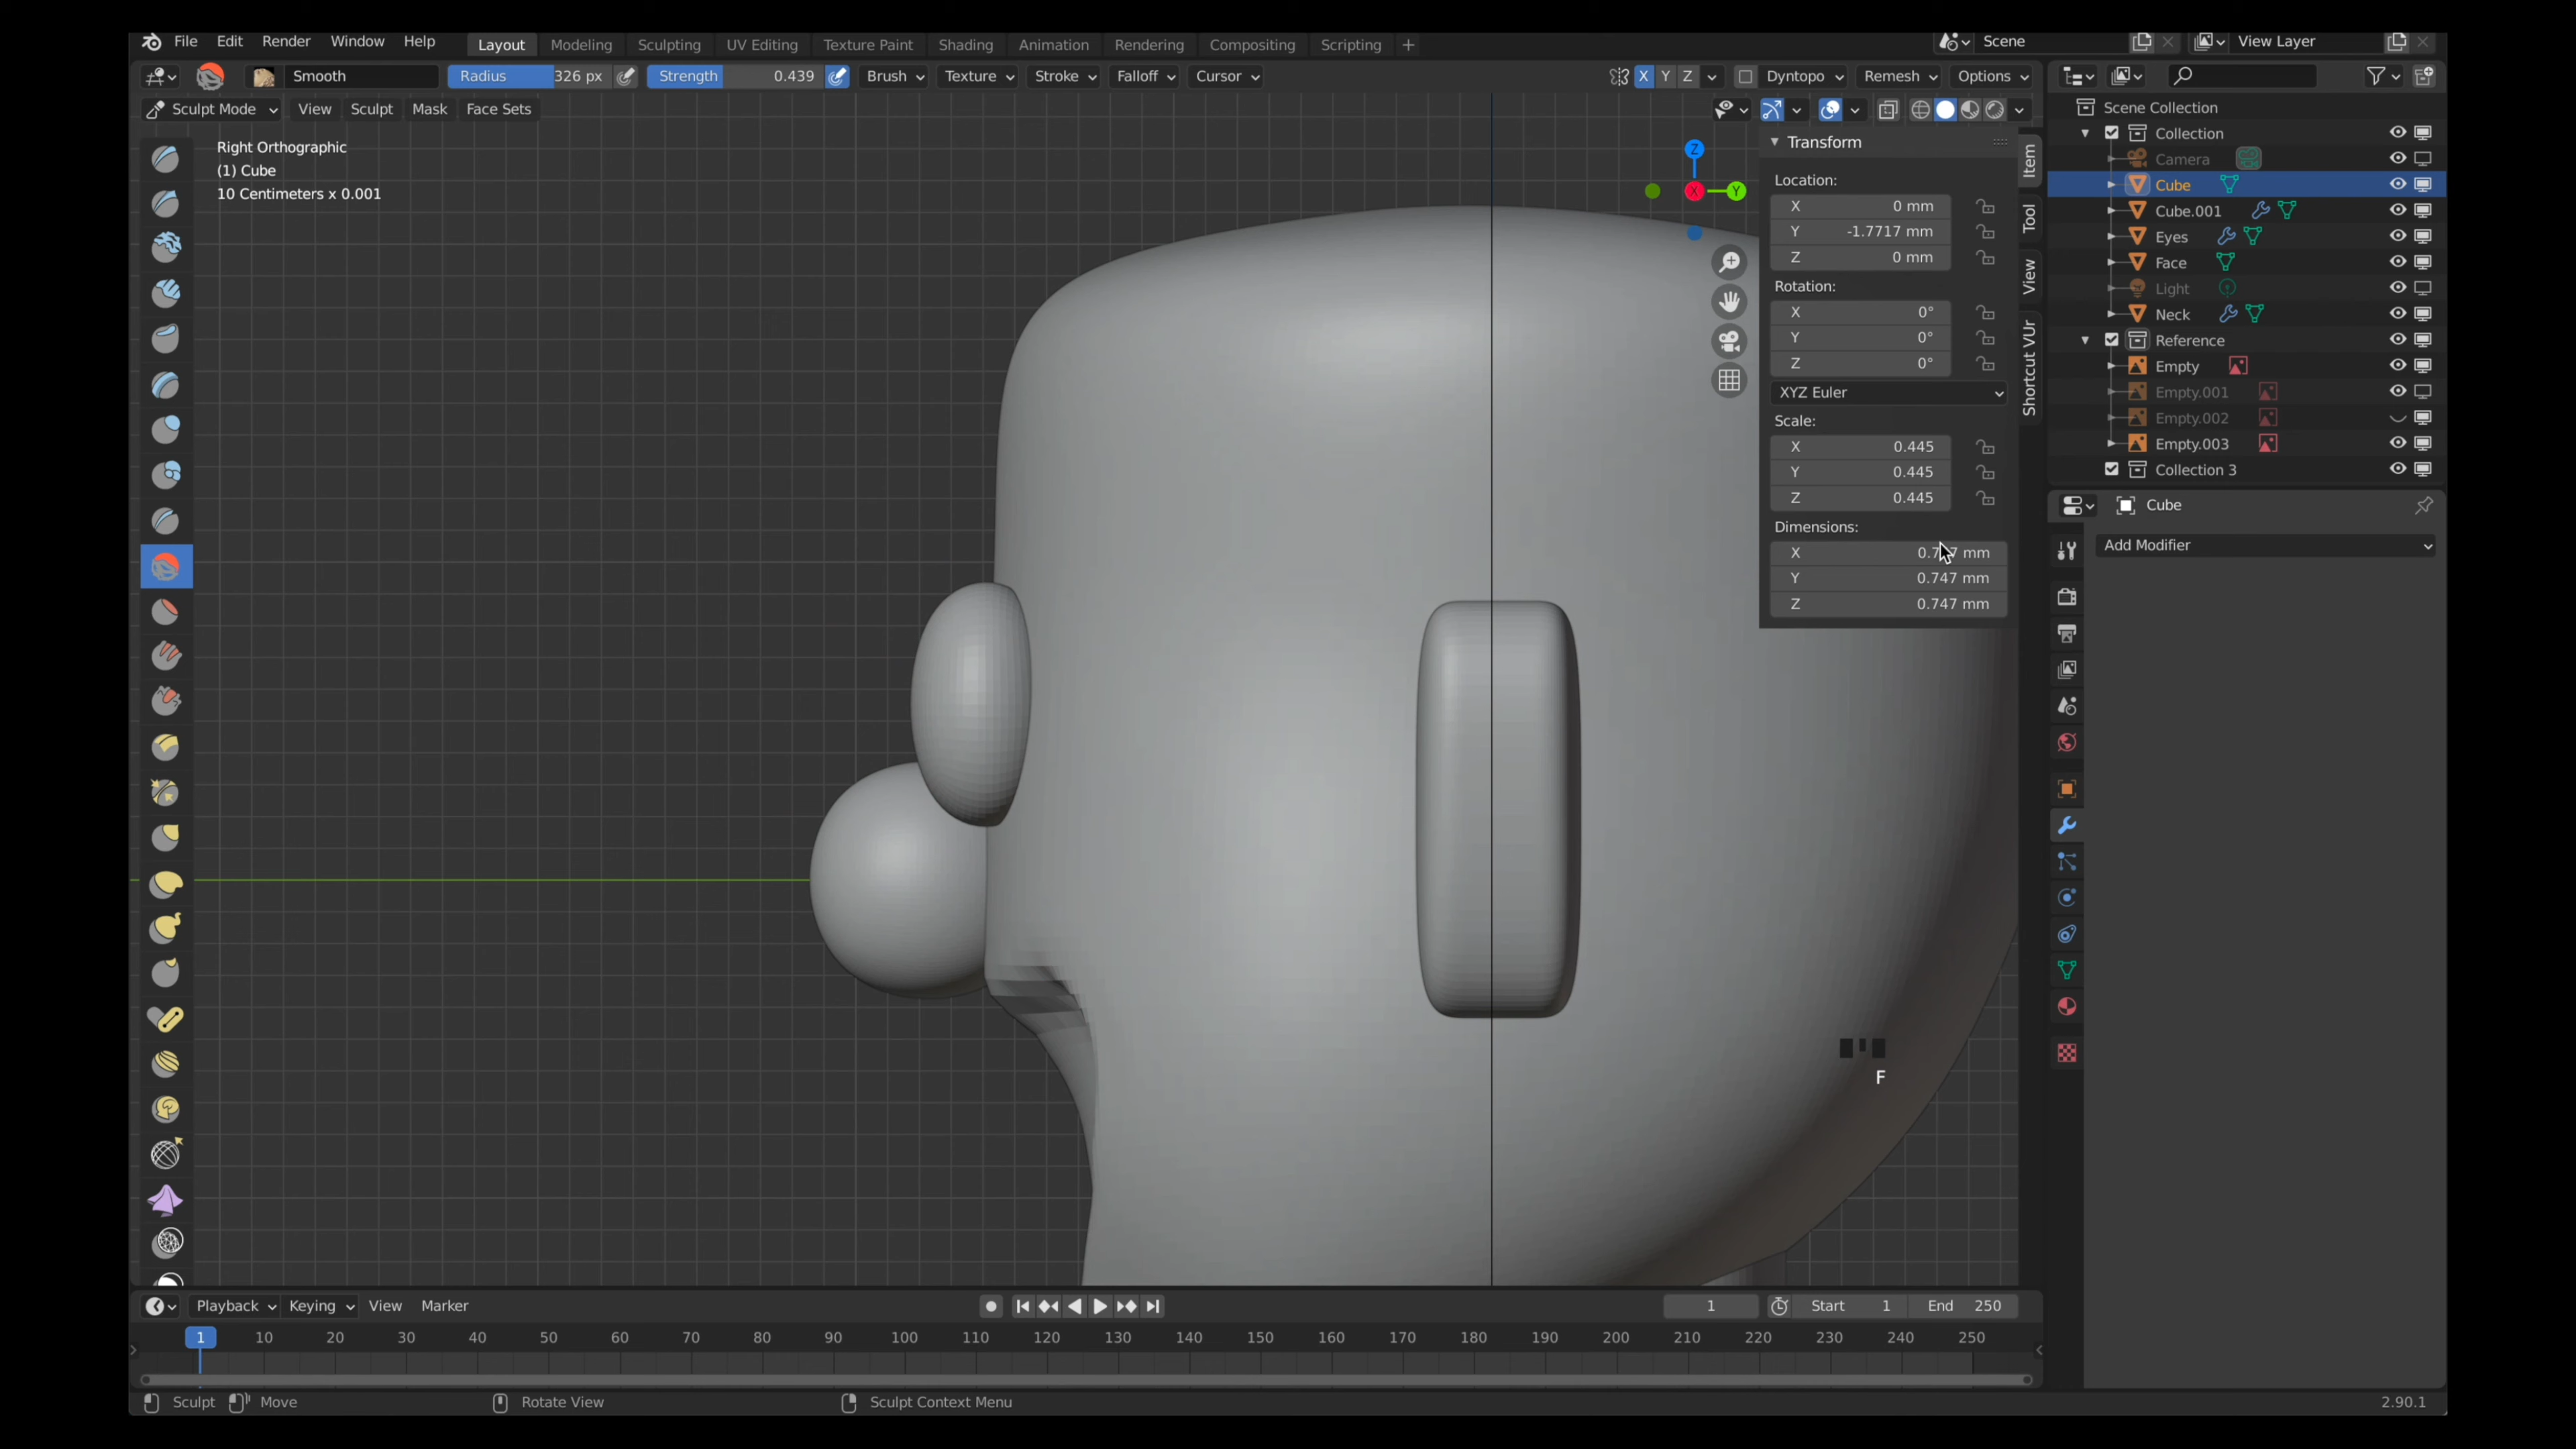 File Edit Render Window Help Layout Modeling Sculpting UV Editing Texture Paint Shading Animation Rendering Compositing Scripting + Scene View Layer
Smooth Radius 326 px Strength 0.439 Brush Texture Stroke Falloff Cursor X Y Z Dyntopo Remesh Options
Sculpt Mode View Sculpt Mask Face Sets
Right Orthographic
(1) Cube
10 Centimeters x 0.001
Z
X
Y
Transform
Location:
X 0 mm
Y -1.7717 mm
Z 0 mm
Rotation:
X 0°
Y 0°
Z 0°
XYZ Euler
Scale:
X 0.445
Y 0.445
Z 0.445
Dimensions:
X mm
Y 0.747 mm
Z 0.747 mm
Item
Tool
View
Shortcut VUr
Scene Collection
Collection
Camera
Cube
Cube.001
Eyes
Face
Light
Neck
Reference
Empty
Empty.001
Empty.002
Empty.003
Collection 3
Cube
Add Modifier
F
Playback Keying View Marker 1 Start 1 End 250
1 10 20 30 40 50 60 70 80 90 100 110 120 130 140 150 160 170 180 190 200 210 220 230 240 250
Sculpt Move Rotate View Sculpt Context Menu 2.90.1